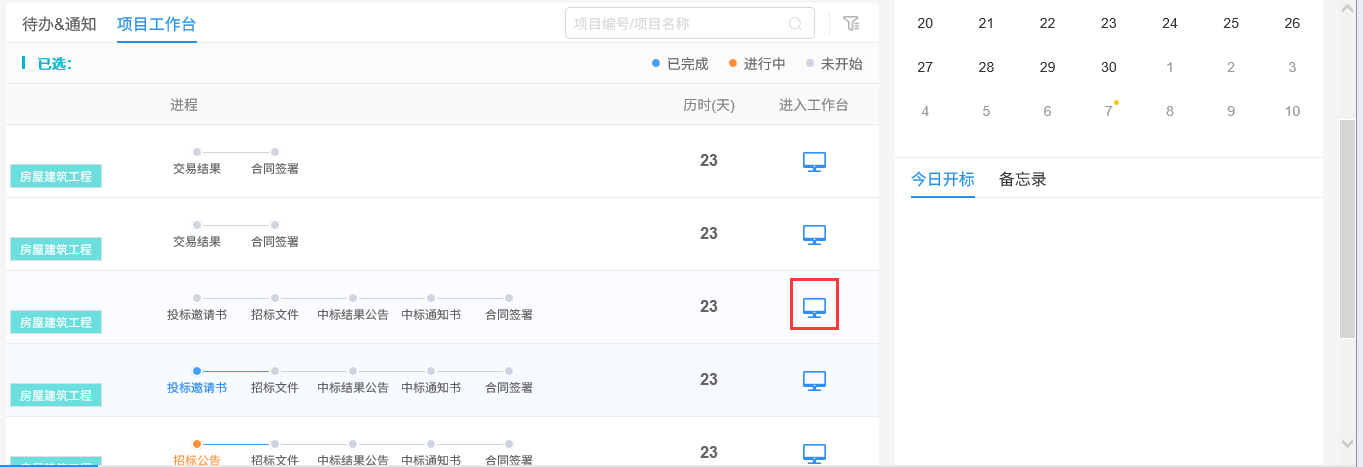 待办&通知 项目工作台 项目编号/项目名称
已选: 已完成 进行中 未开始
进程 历时(天) 进入工作台
房屋建筑工程 交易结果 合同签署 23
房屋建筑工程 交易结果 合同签署 23
房屋建筑工程 投标邀请书 招标文件 中标结果公告 中标通知书 合同签署 23
房屋建筑工程 投标邀请书 招标文件 中标结果公告 中标通知书 合同签署 23
房屋建筑工程 招标公告 招标文件 中标结果公告 中标通知书 合同签署 23
20 21 22 23 24 25 26
27 28 29 30 1 2 3
4 5 6 7 8 9 10
今日开标 备忘录